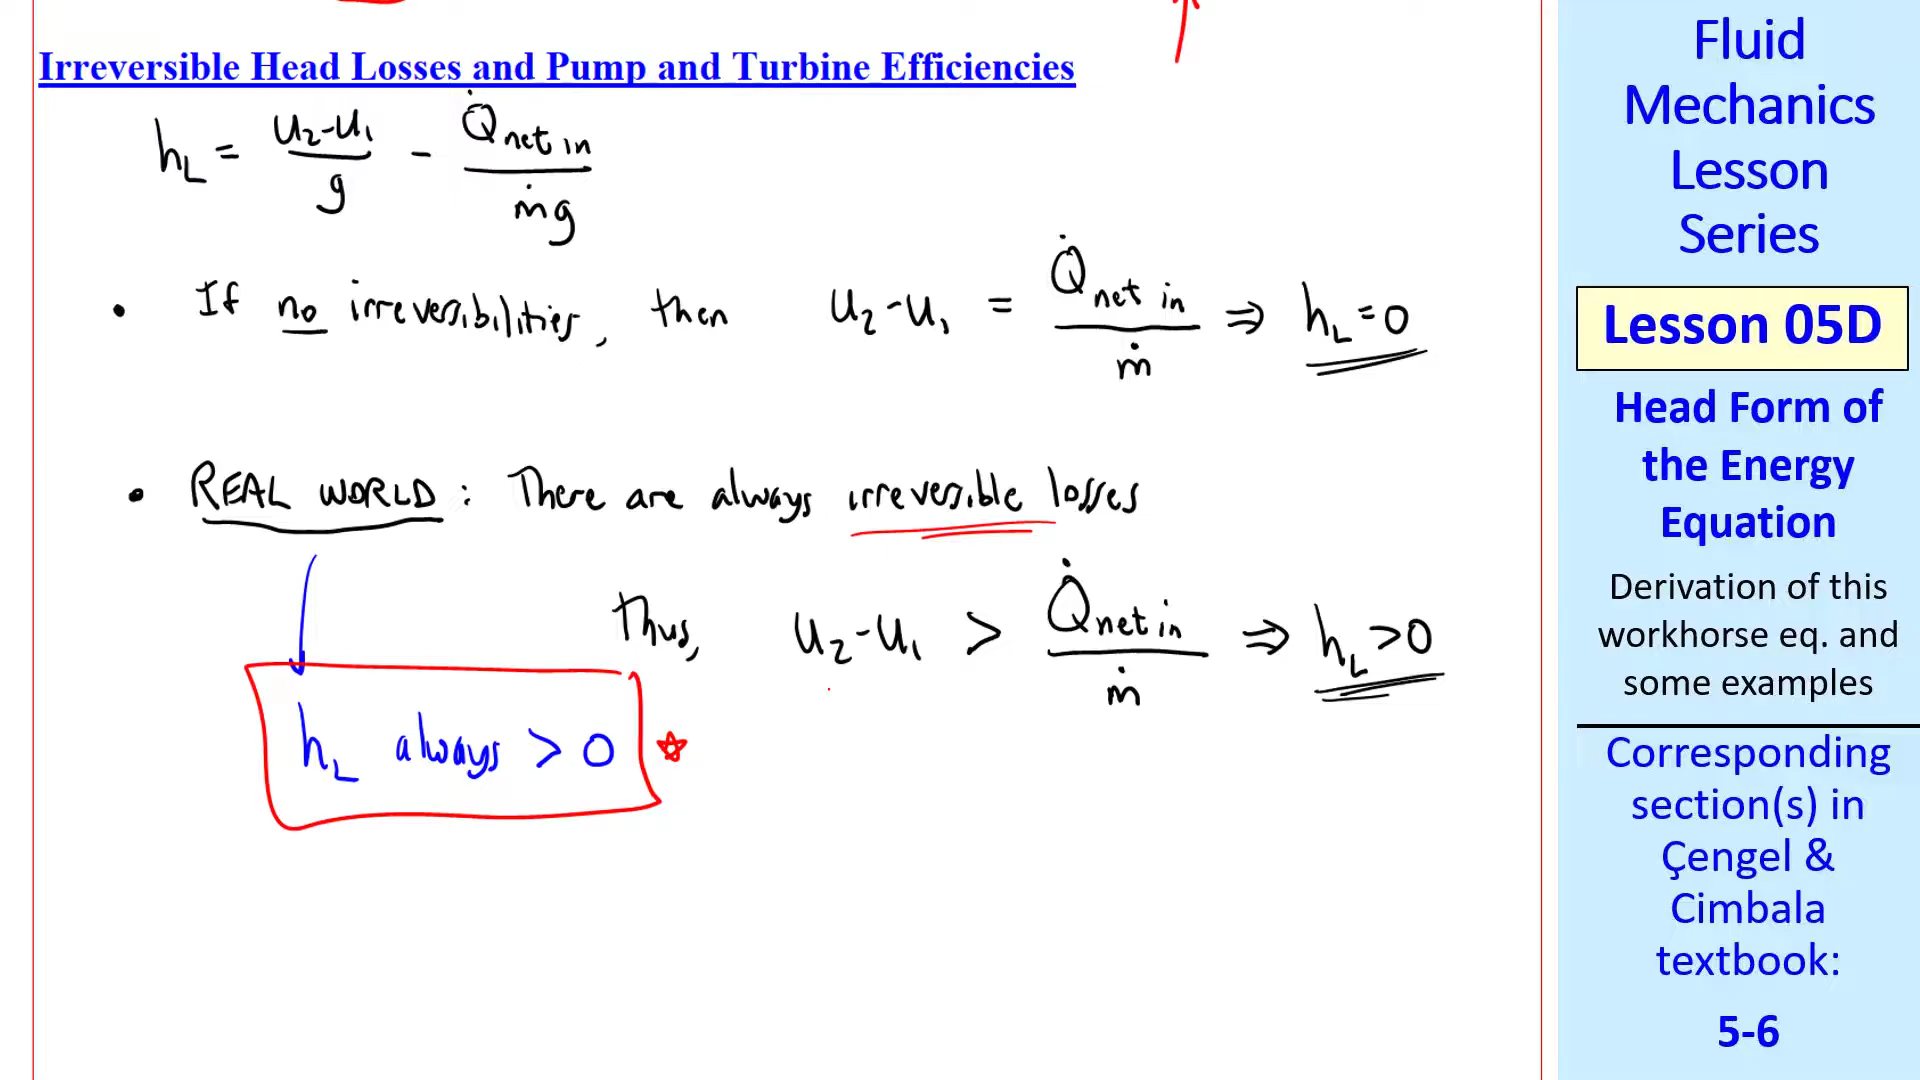 Irreversible Head Losses and Pump and Turbine Efficiencies
h_L = (u₂-u₁)/g - Q̇_net in/(ṁg)
• If no irreversibilities, then u₂-u₁ = Q̇_net in/ṁ ⇒ h_L = 0
• REAL WORLD: There are always irreversible losses
Thus, u₂-u₁ > Q̇_net in/ṁ ⇒ h_L > 0
h_L always > 0 ☆
Fluid
Mechanics
Lesson
Series
Lesson 05D
Head Form of
the Energy
Equation
Derivation of this
workhorse eq. and
some examples
Corresponding
section(s) in
Çengel &
Cimbala
textbook:
5-6